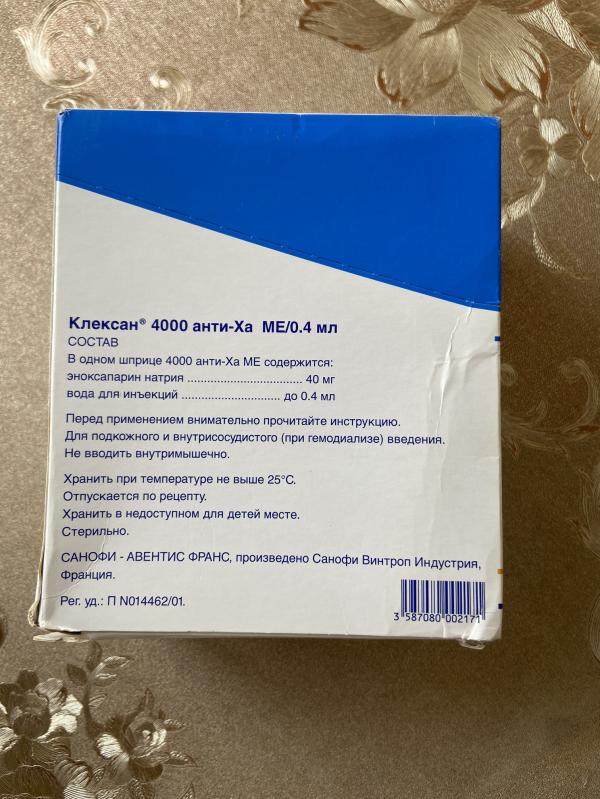 Клексан® 4000 анти-Ха МЕ/0.4 мл
СОСТАВ
В одном шприце 4000 анти-Ха МЕ содержится:
эноксапарин натрия .................................. 40 мг
вода для инъекций ............................. до 0.4 мл
Перед применением внимательно прочитайте инструкцию.
Для подкожного и внутрисосудистого (при гемодиализе) введения.
Не вводить внутримышечно.
Хранить при температуре не выше 25°С.
Отпускается по рецепту.
Хранить в недоступном для детей месте.
Стерильно.
САНОФИ - АВЕНТИС ФРАНС, произведено Санофи Винтроп Индустрия,
Франция.
Рег. уд.: П N014462/01.
3 587080 002171